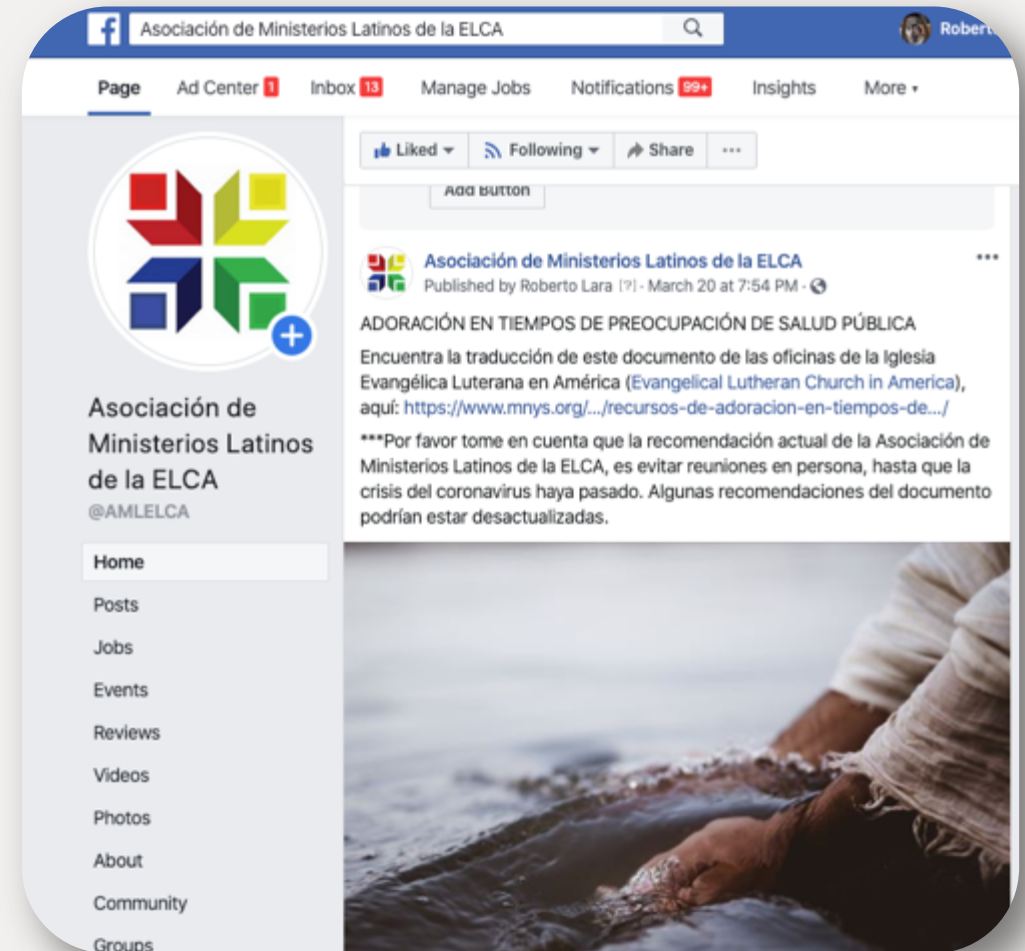 Asociación de Ministerios Latinos de la ELCA
Page Ad Center 1 Inbox 13 Manage Jobs Notifications 99+ Insights More
Liked Following Share
Add Button
Asociación de Ministerios Latinos de la ELCA
Published by Roberto Lara [?] · March 20 at 7:54 PM ·
ADORACIÓN EN TIEMPOS DE PREOCUPACIÓN DE SALUD PÚBLICA
Encuentra la traducción de este documento de las oficinas de la Iglesia
Evangélica Luterana en América (Evangelical Lutheran Church in America),
aquí: https://www.mnys.org/.../recursos-de-adoracion-en-tiempos-de.../
***Por favor tome en cuenta que la recomendación actual de la Asociación de
Ministerios Latinos de la ELCA, es evitar reuniones en persona, hasta que la
crisis del coronavirus haya pasado. Algunas recomendaciones del documento
podrían estar desactualizadas.
Asociación de
Ministerios Latinos
de la ELCA
@AMLELCA
Home
Posts
Jobs
Events
Reviews
Videos
Photos
About
Community
Groups